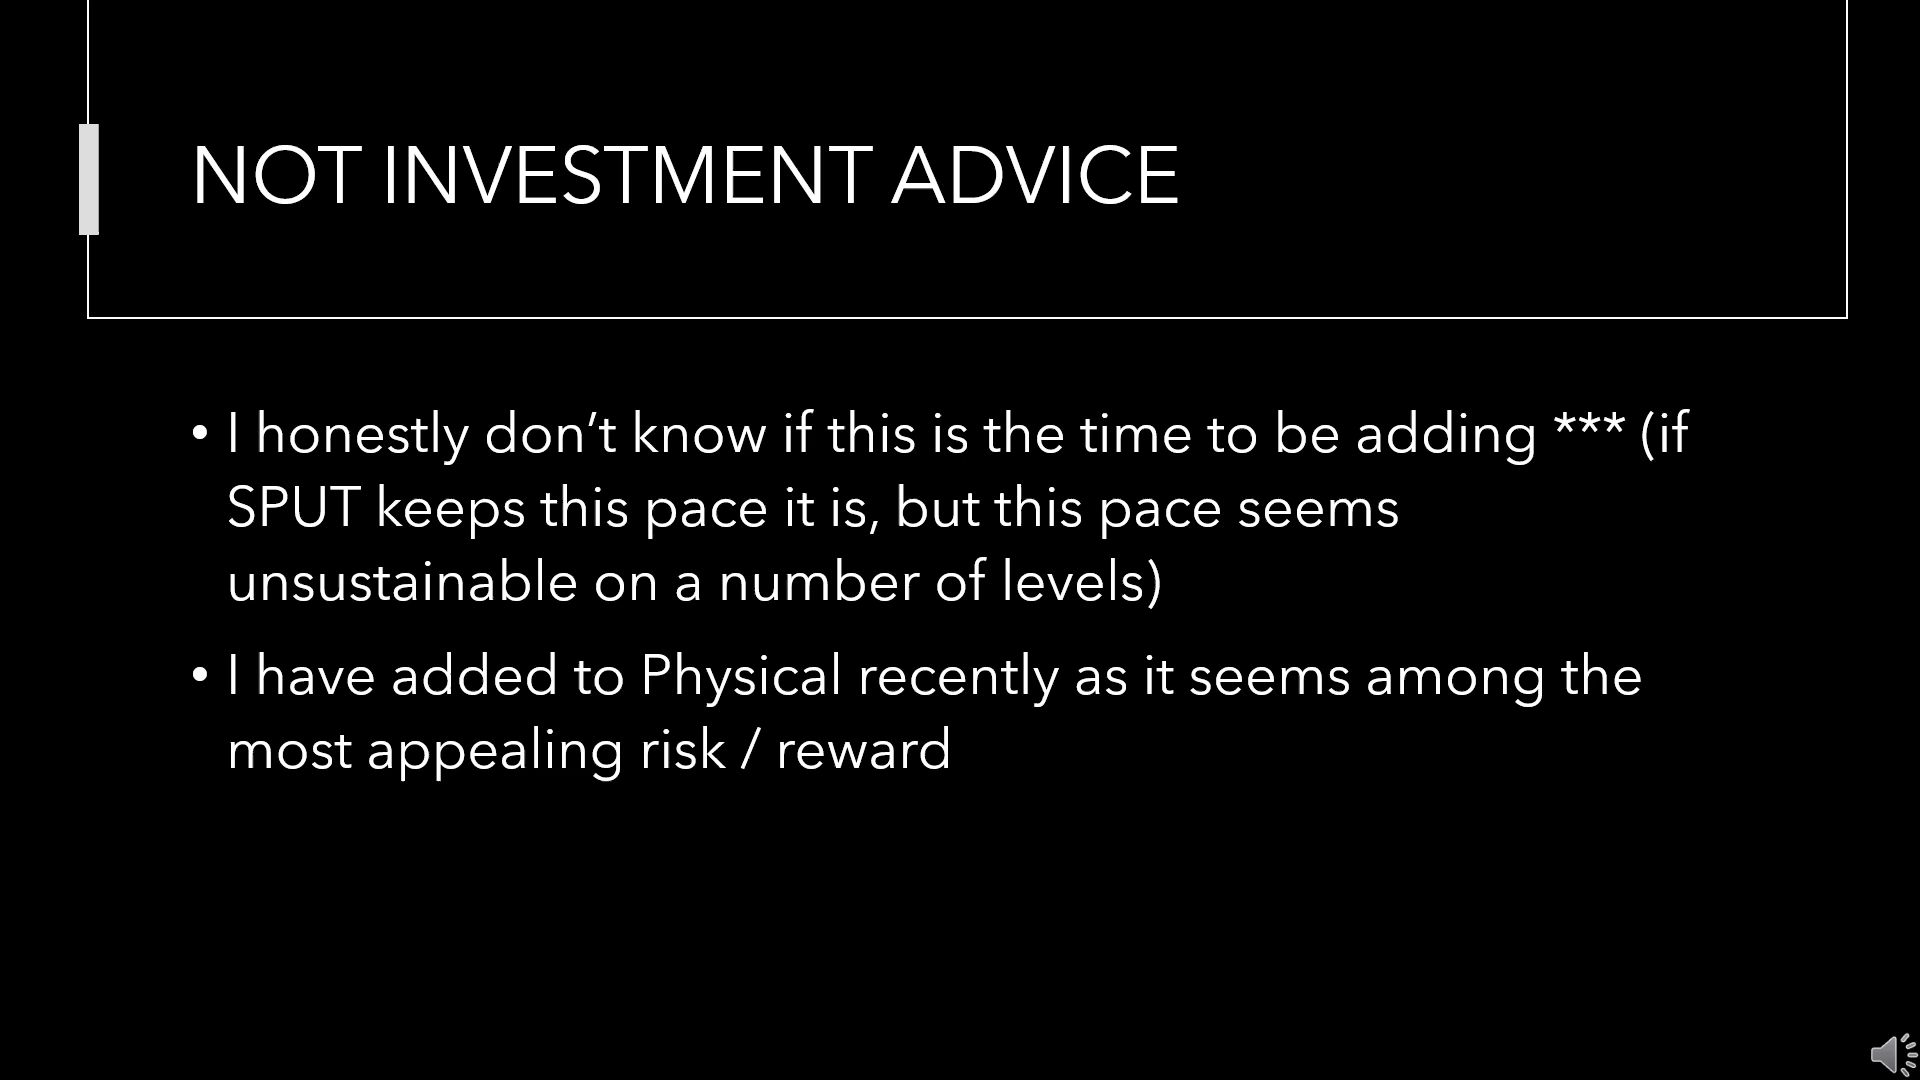 NOT INVESTMENT ADVICE
• I honestly don’t know if this is the time to be adding *** (if
SPUT keeps this pace it is, but this pace seems
unsustainable on a number of levels)
• I have added to Physical recently as it seems among the
most appealing risk / reward